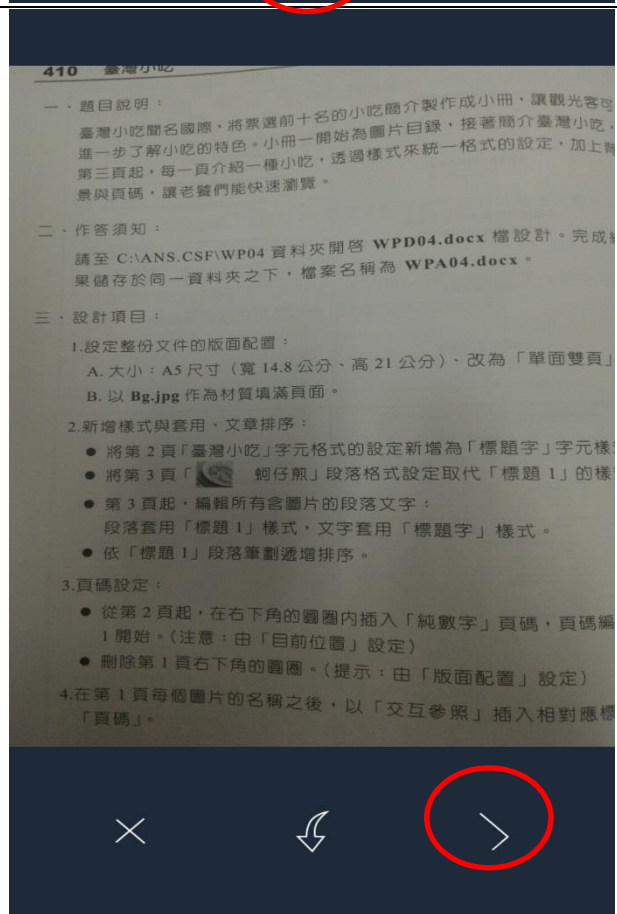 410 臺灣小吃
一、題目說明：
臺灣小吃聞名國際，將票選前十名的小吃簡介製作成小冊，讓觀光客可
進一步了解小吃的特色。小冊一開始為圖片目錄，接著簡介臺灣小吃，
第三頁起，每一頁介紹一種小吃，透過樣式來統一格式的設定，加上背
景與頁碼，讓老饕們能快速瀏覽。
二、作答須知：
請至 C:\ANS.CSF\WP04 資料夾開啓 WPD04.docx 檔設計。完成結
果儲存於同一資料夾之下，檔案名稱為 WPA04.docx。
三、設計項目：
1.設定整份文件的版面配置：
A. 大小：A5 尺寸（寬 14.8 公分、高 21 公分）、改為「單面雙頁」
B. 以 Bg.jpg 作為材質填滿頁面。
2.新增樣式與套用、文章排序：
● 將第 2 頁「臺灣小吃」字元格式的設定新增為「標題字」字元樣
● 將第 3 頁「 蚵仔煎」段落格式設定取代「標題 1」的樣
● 第 3 頁起，編輯所有含圖片的段落文字：
段落套用「標題 1」樣式，文字套用「標題字」樣式。
● 依「標題 1」段落筆劃遞增排序。
3.頁碼設定：
● 從第 2 頁起，在右下角的圓圈內插入「純數字」頁碼，頁碼編
1 開始。(注意：由「目前位置」設定）
● 刪除第 1 頁右下角的圓圈。(提示：由「版面配置」設定）
4.在第 1 頁每個圖片的名稱之後，以「交互參照」插入相對應標
「頁碼」。